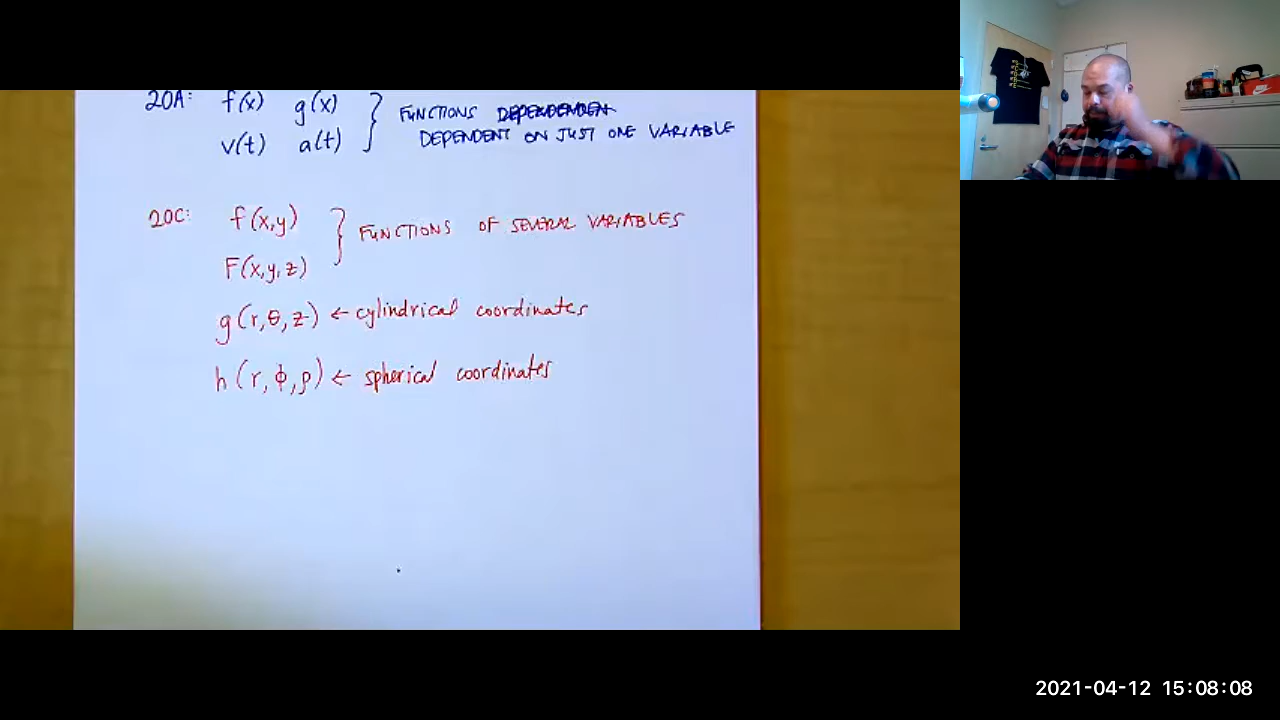 20A: f(x) g(x) } FUNCTIONS DEPENDENDENT
v(t) a(t) DEPENDENT ON JUST ONE VARIABLE
20C: f(x,y) } FUNCTIONS OF SEVERAL VARIABLES
F(x,y,z)
g(r,θ,z) ← cylindrical coordinates
h(r,ϕ,ρ) ← spherical coordinates
2021-04-12 15:08:08